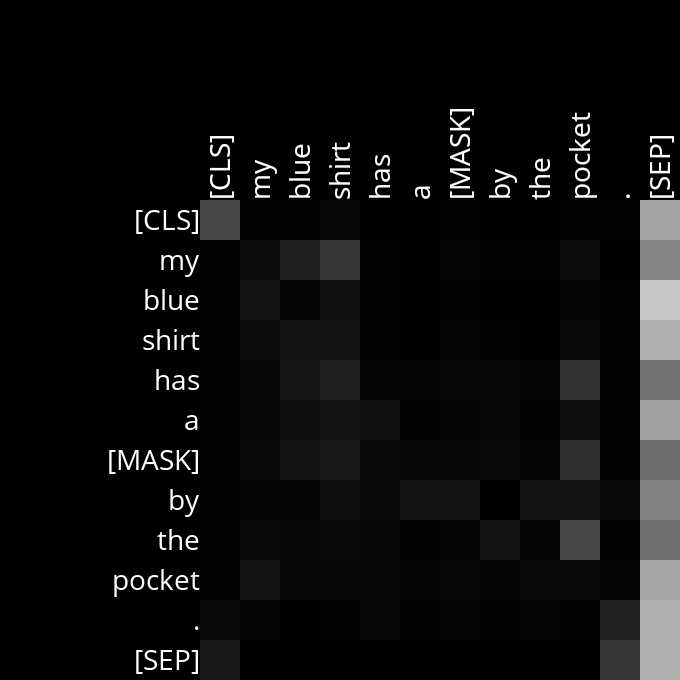 [CLS] my blue shirt has a [MASK] by the pocket . [SEP]
[CLS]
my
blue
shirt
has
a
[MASK]
by
the
pocket
.
[SEP]